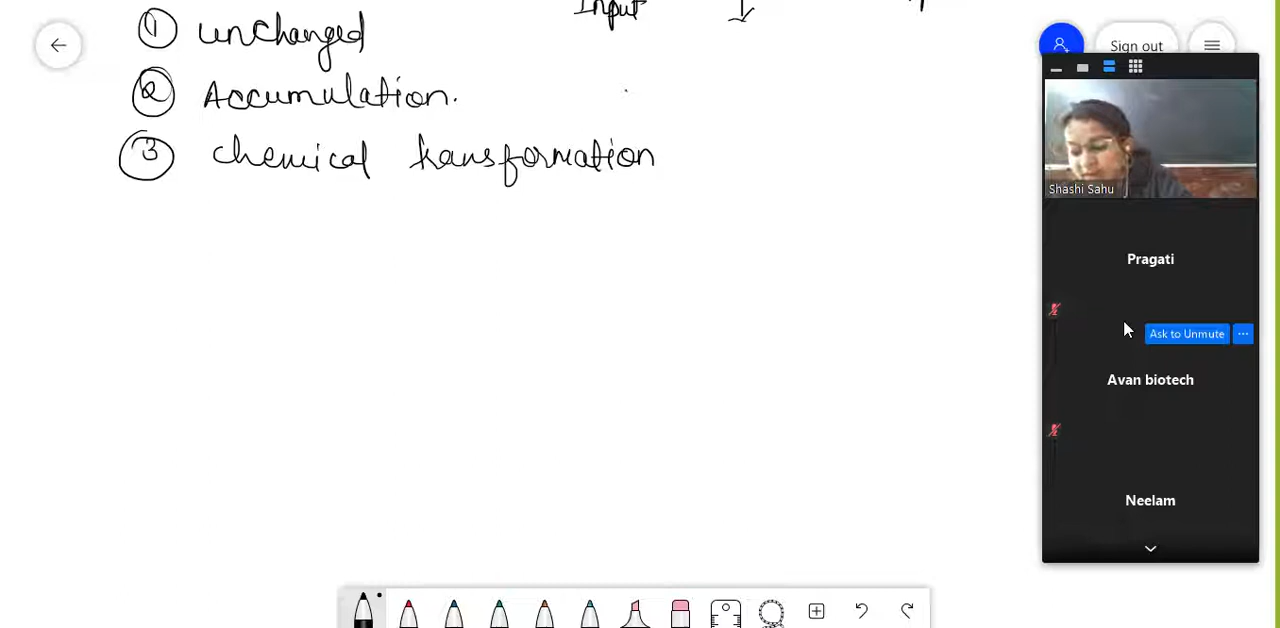 Input
① unchanged
Sign out
② Accumulation.
③ chemical transformation
Shashi Sahu
Pragati
Ask to Unmute ...
Avan biotech
Neelam